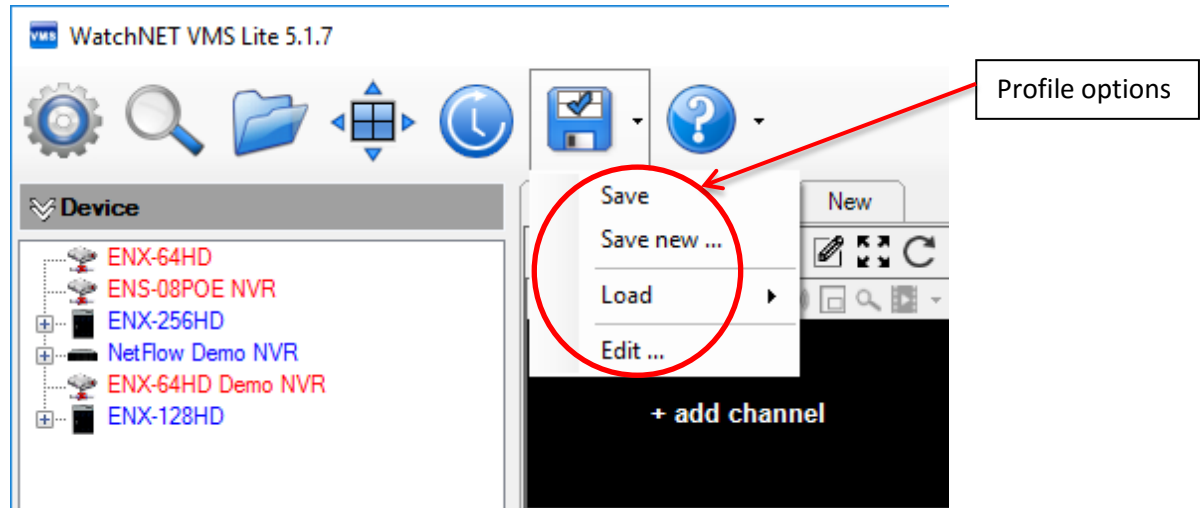 VMS WatchNET VMS Lite 5.1.7
Profile options
Device
ENX-64HD
ENS-08POE NVR
ENX-256HD
NetFlow Demo NVR
ENX-64HD Demo NVR
ENX-128HD
Save
Save new ...
Load
Edit ...
New
+ add channel